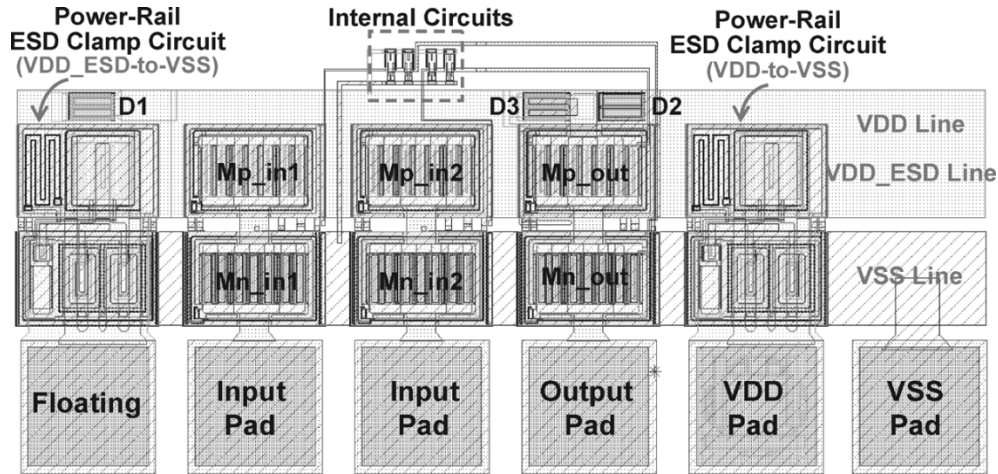 Power-Rail
ESD Clamp Circuit
(VDD_ESD-to-VSS)
Internal Circuits
Power-Rail
ESD Clamp Circuit
(VDD-to-VSS)
D1
D3
D2
VDD Line
Mp_in1
Mp_in2
Mp_out
VDD_ESD Line
Mn_in1
Mn_in2
Mn_out
VSS Line
Floating
Input
Pad
Input
Pad
Output
Pad
VDD
Pad
VSS
Pad